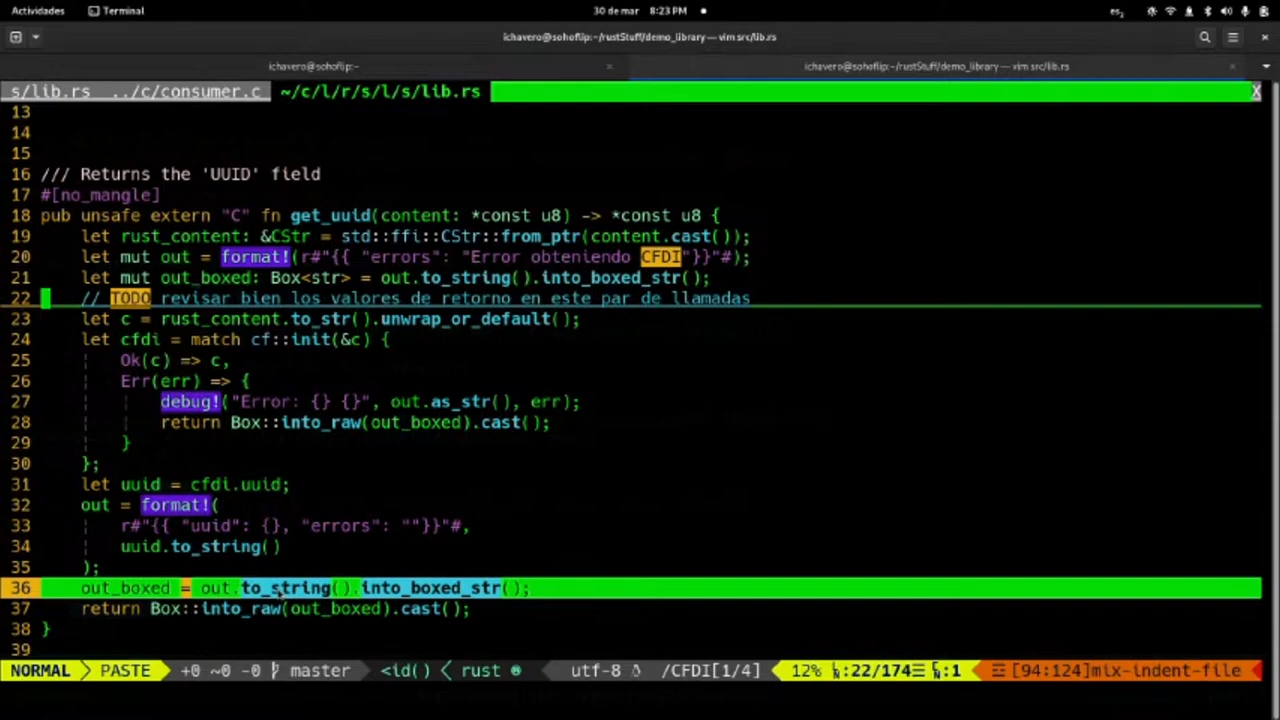 Actividades Terminal 30 de mar 8:23 PM es₂
ichavero@sohoflip:~/rustStuff/demo_library — vim src/lib.rs
ichavero@sohoflip:~ × ichavero@sohoflip:~/rustStuff/demo_library — vim src/lib.rs ×
s/lib.rs ../c/consumer.c ~/c/l/r/s/l/s/lib.rs X
13
14
15
16 /// Returns the 'UUID' field
17 #[no_mangle]
18 pub unsafe extern "C" fn get_uuid(content: *const u8) -> *const u8 {
19     let rust_content: &CStr = std::ffi::CStr::from_ptr(content.cast());
20     let mut out = format!(r#"{{ "errors": "Error obteniendo CFDI"}}"#);
21     let mut out_boxed: Box<str> = out.to_string().into_boxed_str();
22     // TODO revisar bien los valores de retorno en este par de llamadas
23     let c = rust_content.to_str().unwrap_or_default();
24     let cfdi = match cf::init(&c) {
25         Ok(c) => c,
26         Err(err) => {
27             debug!("Error: {} {}", out.as_str(), err);
28             return Box::into_raw(out_boxed).cast();
29         }
30     };
31     let uuid = cfdi.uuid;
32     out = format!(
33         r#"{{ "uuid": {}, "errors": ""}}"#,
34         uuid.to_string()
35     );
36     out_boxed = out.to_string().into_boxed_str();
37     return Box::into_raw(out_boxed).cast();
38 }
39
NORMAL PASTE +0 ~0 -0 master <id() rust utf-8 /CFDI[1/4] 12% :22/174 :1 [94:124]mix-indent-file